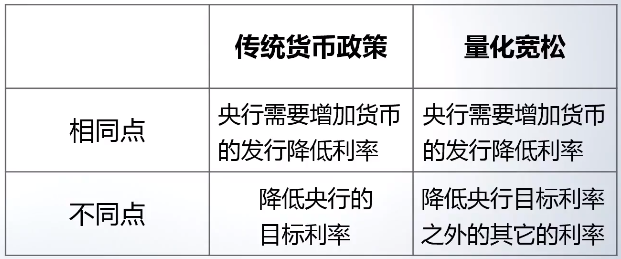 传统货币政策 量化宽松
相同点 央行需要增加货币的发行降低利率 央行需要增加货币的发行降低利率
不同点 降低央行的目标利率 降低央行目标利率之外的其它的利率